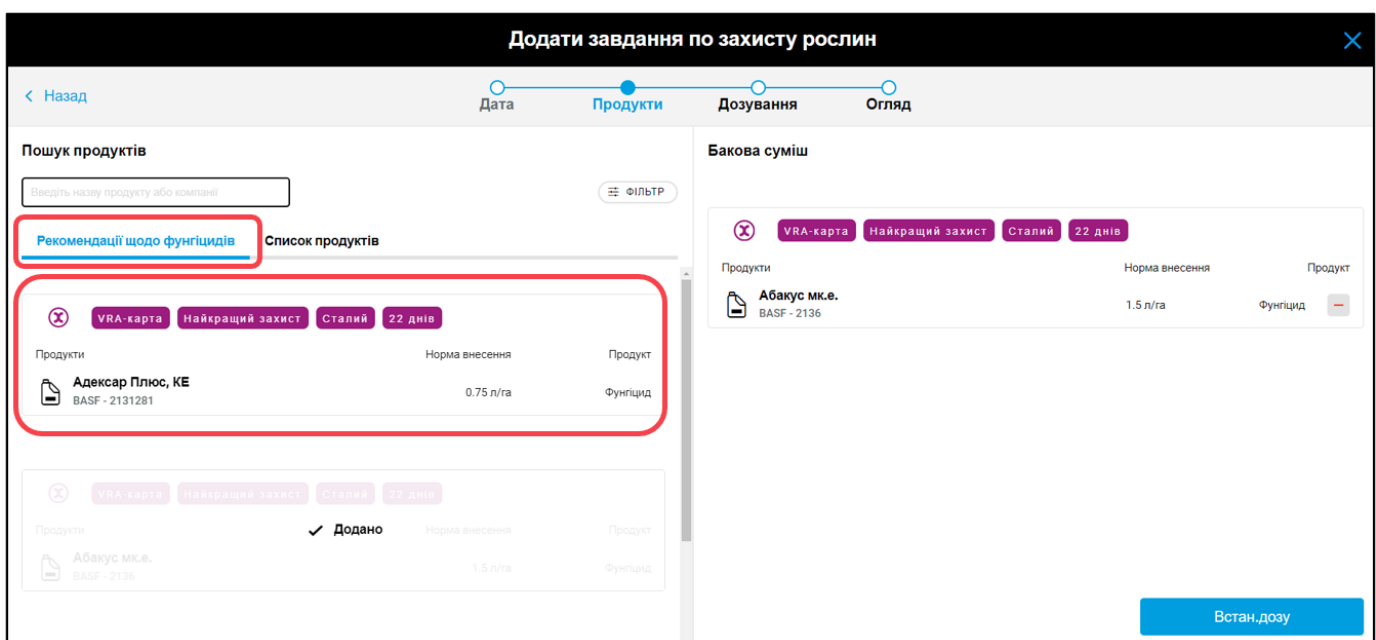 Додати завдання по захисту рослин
Назад
Дата
Продукти
Дозування
Огляд
Пошук продуктів
Введіть назву продукту або компанії
ФІЛЬТР
Рекомендації щодо фунгіцидів
Список продуктів
VRA-карта Найкращий захист Сталий 22 днів
Продукти Норма внесення Продукт
Адексар Плюс, КЕ
BASF - 2131281
0.75 л/га
Фунгіцид
VRA-карта Найкращий захист Сталий 22 днів
Додано
Продукти Норма внесення Продукт
Абакус мк.е.
BASF - 2136
1.5 л/га
Фунгіцид
Бакова суміш
VRA-карта Найкращий захист Сталий 22 днів
Продукти Норма внесення Продукт
Абакус мк.е.
BASF - 2136
1.5 л/га
Фунгіцид
Встан.дозу